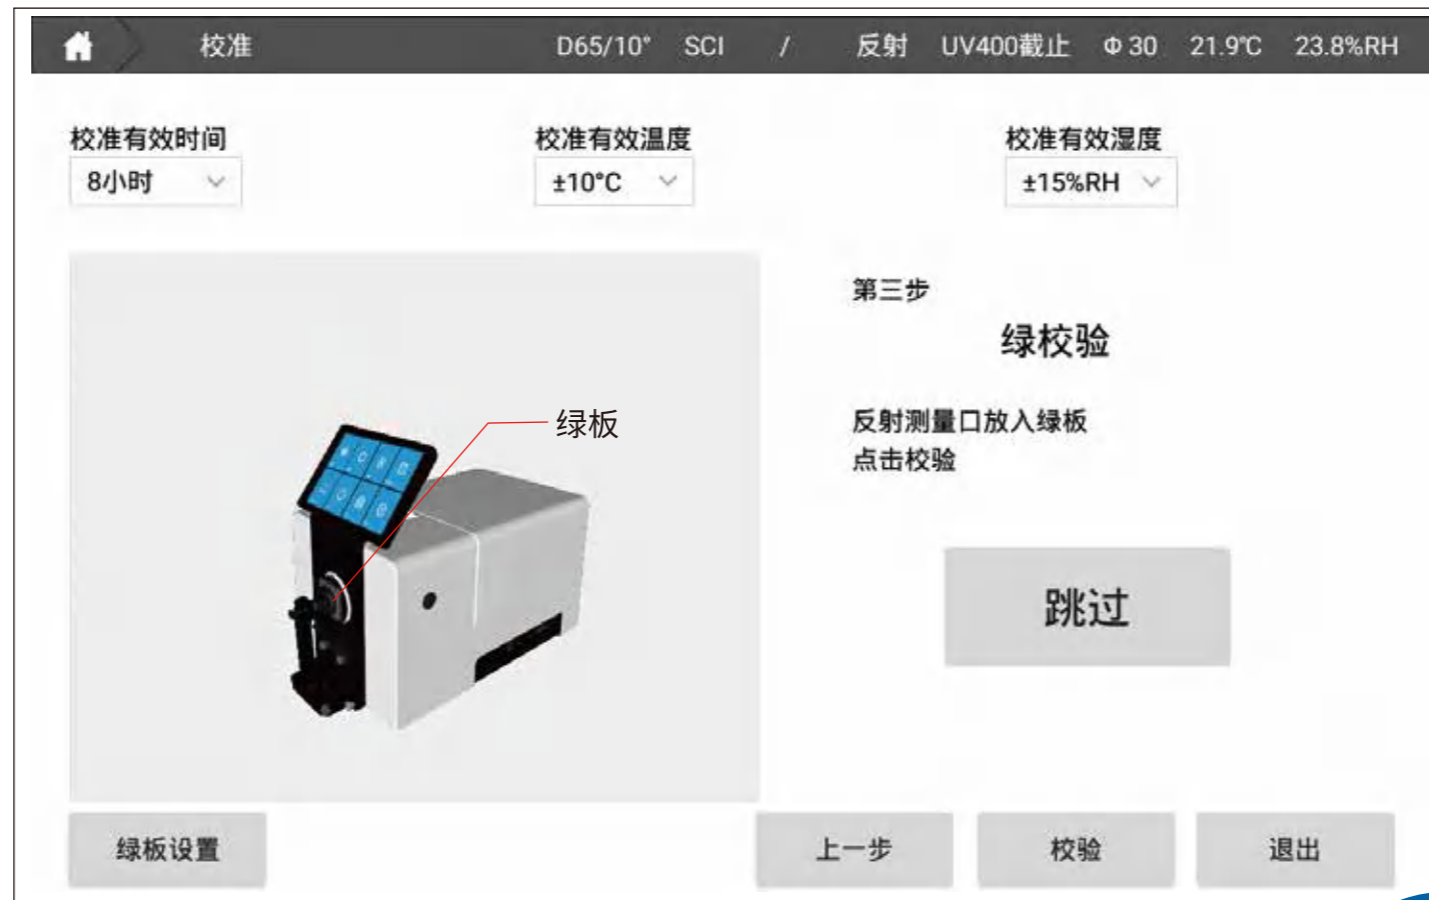 校准 D65/10° SCI / 反射 UV400截止 Φ30 21.9℃ 23.8%RH
校准有效时间 校准有效温度 校准有效湿度
8小时 ±10°C ±15%RH
第三步
绿校验
绿板
反射测量口放入绿板
点击校验
跳过
绿板设置 上一步 校验 退出